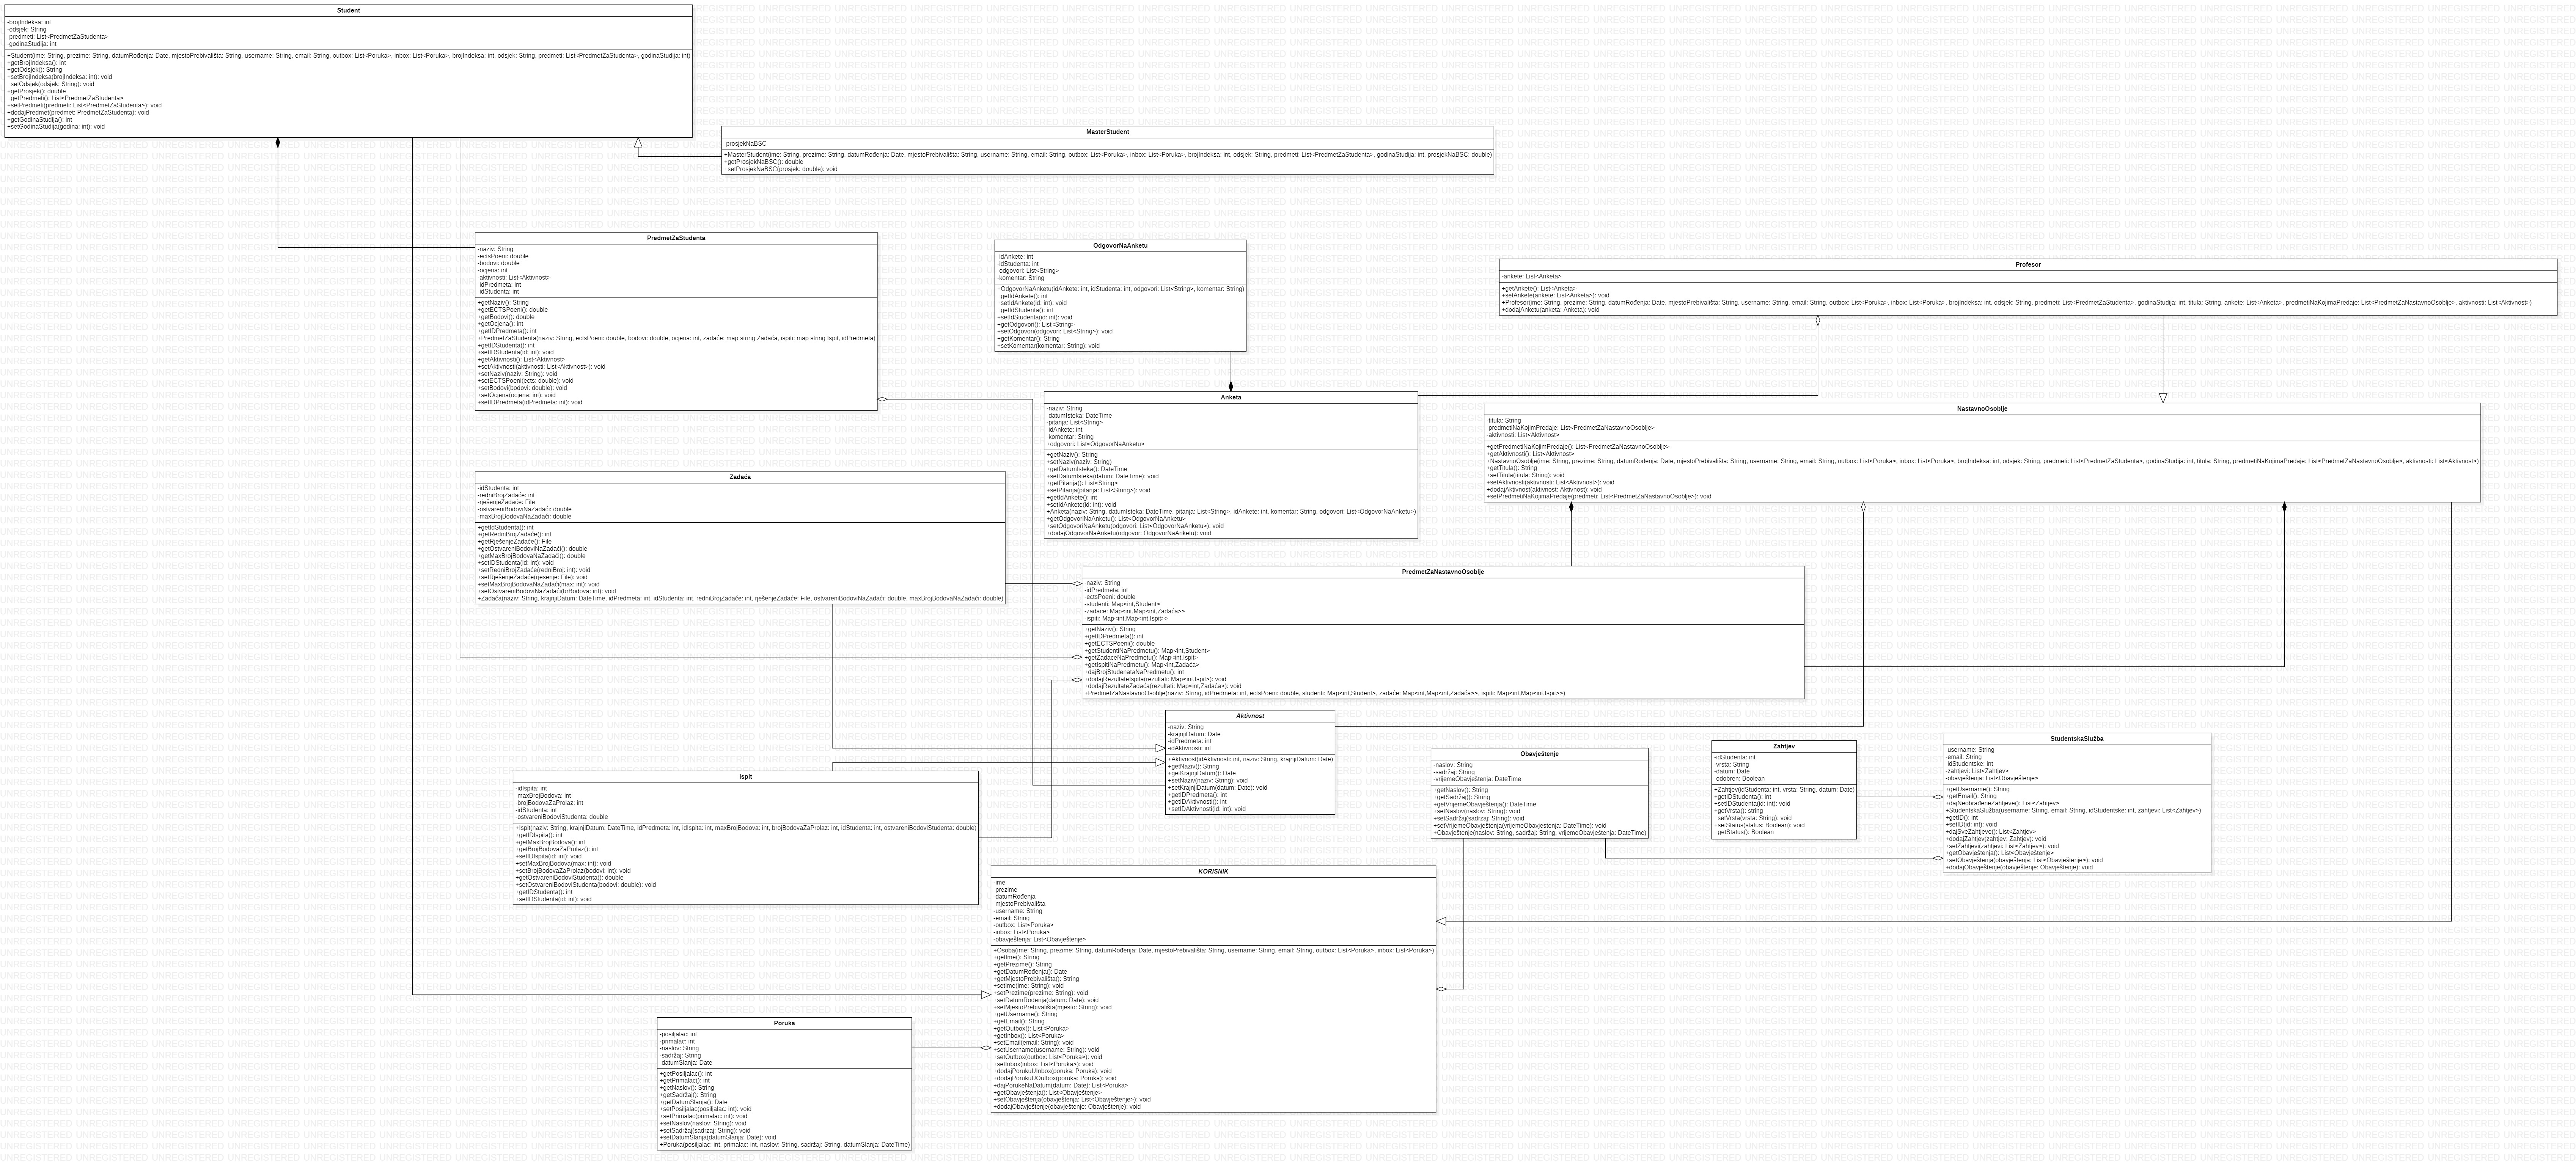 Student
-brojIndeksa: int
-odsjek: String
-predmeti: List<PredmetZaStudenta>
-godinaStudija: int
+Student(ime: String, prezime: String, datumRođenja: Date, mjestoPrebivališta: String, username: String, email: String, outbox: List<Poruka>, inbox: List<Poruka>, brojIndeksa: int, odsjek: String, predmeti: List<PredmetZaStudenta>, godinaStudija: int)
+getBrojIndeksa(): int
+getOdsjek(): String
+setBrojIndeksa(brojIndeksa: int): void
+setOdsjek(odsjek: String): void
+getProsjek(): double
+getPredmeti(): List<PredmetZaStudenta>
+setPredmeti(predmeti: List<PredmetZaStudenta>): void
+dodajPredmet(predmet: PredmetZaStudenta): void
+getGodinaStudija(): int
+setGodinaStudija(godina: int): void
MasterStudent
-prosjekNaBSC
+MasterStudent(ime: String, prezime: String, datumRođenja: Date, mjestoPrebivališta: String, username: String, email: String, outbox: List<Poruka>, inbox: List<Poruka>, brojIndeksa: int, odsjek: String, predmeti: List<PredmetZaStudenta>, godinaStudija: int, prosjekNaBSC: double)
+getProsjekNaBSC(): double
+setProsjekNaBSC(prosjek: double): void
PredmetZaStudenta
-naziv: String
-ectsPoeni: double
-bodovi: double
-ocjena: int
-aktivnosti: List<Aktivnost>
-idPredmeta: int
-idStudenta: int
+getNaziv(): String
+getECTSPoeni(): double
+getBodovi(): double
+getOcjena(): int
+getIDPredmeta(): int
+PredmetZaStudenta(naziv: String, ectsPoeni: double, bodovi: double, ocjena: int, zadaće: map string Zadaća, ispiti: map string Ispit, idPredmeta)
+getIDStudenta(): int
+setIDStudenta(id: int): void
+getAktivnosti(): List<Aktivnost>
+setAktivnosti(aktivnosti: List<Aktivnost>): void
+setNaziv(naziv: String): void
+setECTSPoeni(ects: double): void
+setBodovi(bodovi: double): void
+setOcjena(ocjena: int): void
+setIDPredmeta(idPredmeta: int): void
OdgovorNaAnketu
-idAnkete: int
-idStudenta: int
-odgovori: List<String>
-komentar: String
+OdgovorNaAnketu(idAnkete: int, idStudenta: int, odgovori: List<String>, komentar: String)
+getIdAnkete(): int
+setIdAnkete(id: int): void
+getIdStudenta(): int
+setIdStudenta(id: int): void
+getOdgovori(): List<String>
+setOdgovori(odgovori: List<String>): void
+getKomentar(): String
+setKomentar(komentar: String): void
Profesor
-ankete: List<Anketa>
+getAnkete(): List<Anketa>
+setAnkete(ankete: List<Anketa>): void
+Profesor(ime: String, prezime: String, datumRođenja: Date, mjestoPrebivališta: String, username: String, email: String, outbox: List<Poruka>, inbox: List<Poruka>, brojIndeksa: int, odsjek: String, predmeti: List<PredmetZaStudenta>, godinaStudija: int, titula: String, ankete: List<Anketa>, predmetiNaKojimaPredaje: List<PredmetZaNastavnoOsoblje>, aktivnosti: List<Aktivnost>)
+dodajAnketu(anketa: Anketa): void
Anketa
-naziv: String
-datumIsteka: DateTime
-pitanja: List<String>
-idAnkete: int
-komentar: String
+odgovori: List<OdgovorNaAnketu>
+getNaziv(): String
+setNaziv(naziv: String)
+getDatumIsteka(): DateTime
+setDatumIsteka(datum: DateTime): void
+getPitanja(): List<String>
+setPitanja(pitanja: List<String>): void
+getIdAnkete(): int
+setIdAnkete(id: int): void
+Anketa(naziv: String, datumIsteka: DateTime, pitanja: List<String>, idAnkete: int, komentar: String, odgovori: List<OdgovorNaAnketu>)
+getOdgovoriNaAnketu(): List<OdgovorNaAnketu>
+setOdgovoriNaAnketu(odgovori: List<OdgovorNaAnketu>): void
+dodajOdgovorNaAnketu(odgovor: OdgovorNaAnketu): void
NastavnoOsoblje
-titula: String
-predmetiNaKojimPredaje: List<PredmetZaNastavnoOsoblje>
-aktivnosti: List<Aktivnost>
+getPredmetiNaKojimPredaje(): List<PredmetZaNastavnoOsoblje>
+getAktivnosti(): List<Aktivnost>
+NastavnoOsoblje(ime: String, prezime: String, datumRođenja: Date, mjestoPrebivališta: String, username: String, email: String, outbox: List<Poruka>, inbox: List<Poruka>, brojIndeksa: int, odsjek: String, predmeti: List<PredmetZaStudenta>, godinaStudija: int, titula: String, predmetiNaKojimaPredaje: List<PredmetZaNastavnoOsoblje>, aktivnosti: List<Aktivnost>)
+getTitula(): String
+setTitula(titula: String): void
+setAktivnosti(aktivnosti: List<Aktivnost>): void
+dodajAktivnost(aktivnost: Aktivnost): void
+setPredmetiNaKojimaPredaje(predmeti: List<PredmetZaNastavnoOsoblje>): void
Zadaća
-idStudenta: int
-redniBrojZadaće: int
-rješenjeZadaće: File
-ostvareniBodoviNaZadaći: double
-maxBrojBodovaNaZadaći: double
+getIdStudenta(): int
+getRedniBrojZadaće(): int
+getRješenjeZadaće(): File
+getOstvareniBodoviNaZadaći(): double
+getMaxBrojBodovaNaZadaći(): double
+setIDStudenta(id: int): void
+setRedniBrojZadaće(redniBroj: int): void
+setRješenjeZadaće(rjesenje: File): void
+setMaxBrojBodovaNaZadaći(max: int): void
+setOstvareniBodoviNaZadaći(brBodova: int): void
+Zadaća(naziv: String, krajnjiDatum: DateTime, idPredmeta: int, idStudenta: int, redniBrojZadaće: int, rješenjeZadaće: File, ostvareniBodoviNaZadaći: double, maxBrojBodovaNaZadaći: double)
PredmetZaNastavnoOsoblje
-naziv: String
-idPredmeta: int
-ectsPoeni: double
-studenti: Map<int,Student>
-zadace: Map<int,Map<int,Zadaća>>
-ispiti: Map<int,Map<int,Ispit>>
+getNaziv(): String
+getIDPredmeta(): int
+getECTSPoeni(): double
+getStudentiNaPredmetu(): Map<int,Student>
+getZadaceNaPredmetu(): Map<int,Ispit>
+getIspitiNaPredmetu(): Map<int,Zadaća>
+dajBrojStudenataNaPredmetu(): int
+dodajRezultateIspita(rezultati: Map<int,Ispit>): void
+dodajRezultateZadaća(rezultati: Map<int,Zadaća>): void
+PredmetZaNastavnoOsoblje(naziv: String, idPredmeta: int, ectsPoeni: double, studenti: Map<int,Student>, zadaće: Map<int,Map<int,Zadaća>>, ispiti: Map<int,Map<int,Ispit>>)
Aktivnost
-naziv: String
-krajnjiDatum: Date
-idPredmeta: int
-idAktivnosti: int
+Aktivnost(idAktivnosti: int, naziv: String, krajnjiDatum: Date)
+getNaziv(): String
+getKrajnjiDatum(): Date
+setNaziv(naziv: String): void
+setKrajnjiDatum(datum: Date): void
+getIDPredmeta(): int
+getIDAktivnosti(): int
+setIDAktivnosti(id: int): void
Obavještenje
-naslov: String
-sadržaj: String
-vrijemeObavještenja: DateTime
+getNaslov(): String
+getSadržaj(): String
+getVrijemeObavještenja(): DateTime
+setNaslov(naslov: String): void
+setSadržaj(sadrzaj: String): void
+setVrijemeObavještenja(vrijemeObavjestenja: DateTime): void
+Obavještenje(naslov: String, sadržaj: String, vrijemeObavještenja: DateTime)
Zahtjev
-idStudenta: int
-vrsta: String
-datum: Date
-odobren: Boolean
+Zahtjev(idStudenta: int, vrsta: String, datum: Date)
+getIDStudenta(): int
+setIDStudenta(id: int): void
+getVrsta(): string
+setVrsta(vrsta: String): void
+setStatus(status: Boolean): void
+getStatus(): Boolean
StudentskaSlužba
-username: String
-email: String
-idStudentske: int
-zahtjevi: List<Zahtjev>
-obavještenja: List<Obavještenje>
+getUsername(): String
+getEmail(): String
+dajNeobrađeneZahtjeve(): List<Zahtjev>
+StudentskaSlužba(username: String, email: String, idStudentske: int, zahtjevi: List<Zahtjev>)
+getID(): int
+setID(id: int): void
+dajSveZahtjeve(): List<Zahtjev>
+dodajZahtjev(zahtjev: Zahtjev): void
+setZahtjevi(zahtjevi: List<Zahtjev>): void
+getObavještenja(): List<Obavještenje>
+setObavještenja(obavještenja: List<Obavještenje>): void
+dodajObavještenje(obavještenje: Obavještenje): void
Ispit
-idIspita: int
-maxBrojBodova: int
-brojBodovaZaProlaz: int
-idStudenta: int
-ostvareniBodoviStudenta: double
+Ispit(naziv: String, krajnjiDatum: DateTime, idPredmeta: int, idIspita: int, maxBrojBodova: int, brojBodovaZaProlaz: int, idStudenta: int, ostvareniBodoviStudenta: double)
+getIDIspita(): int
+getMaxBrojBodova(): int
+getBrojBodovaZaProlaz(): int
+setIDIspita(id: int): void
+setMaxBrojBodova(max: int): void
+setBrojBodovaZaProlaz(bodovi: int): void
+getOstvareniBodoviStudenta(): double
+setOstvareniBodoviStudenta(bodovi: double): void
+getIDStudenta(): int
+setIDStudenta(id: int): void
KORISNIK
-ime
-prezime
-datumRođenja
-mjestoPrebivališta
-username: String
-email: String
-outbox: List<Poruka>
-inbox: List<Poruka>
-obavještenja: List<Obavještenje>
+Osoba(ime: String, prezime: String, datumRođenja: Date, mjestoPrebivališta: String, username: String, email: String, outbox: List<Poruka>, inbox: List<Poruka>)
+getIme(): String
+getPrezime(): String
+getDatumRođenja(): Date
+getMjestoPrebivališta(): String
+setIme(ime: String): void
+setPrezime(prezime: String): void
+setDatumRođenja(datum: Date): void
+setMjestoPrebivališta(mjesto: String): void
+getUsername(): String
+getEmail(): String
+getOutbox(): List<Poruka>
+getInbox(): List<Poruka>
+setEmail(email: String): void
+setUsername(username: String): void
+setOutbox(outbox: List<Poruka>): void
+setInbox(inbox: List<Poruka>): void
+dodajPorukuUInbox(poruka: Poruka): void
+dodajPorukuUOutbox(poruka: Poruka): void
+dajPorukeNaDatum(datum: Date): List<Poruka>
+getObavještenja(): List<Obavještenje>
+setObavještenja(obavještenja: List<Obavještenje>): void
+dodajObavještenje(obavještenje: Obavještenje): void
Poruka
-posiljalac: int
-primalac: int
-naslov: String
-sadržaj: String
-datumSlanja: Date
+getPosiljalac(): int
+getPrimalac(): int
+getNaslov(): String
+getSadržaj(): String
+getDatumSlanja(): Date
+setPosiljalac(posiljalac: int): void
+setPrimalac(primalac: int): void
+setNaslov(naslov: String): void
+setSadržaj(sadrzaj: String): void
+setDatumSlanja(datumSlanja: Date): void
+Poruka(posiljalac: int, primalac: int, naslov: String, sadržaj: String, datumSlanja: DateTime)